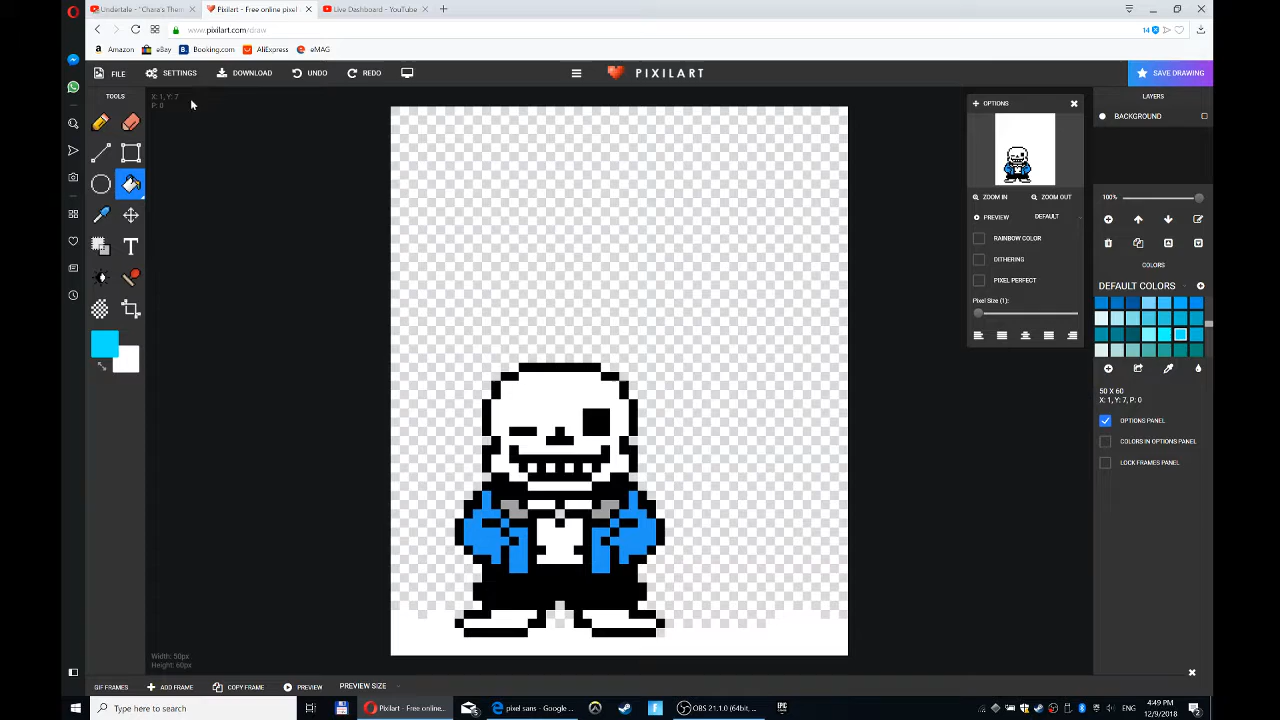 Undertale - "Chara's Them
Pixilart - Free online pixel
Live Dashboard - YouTube
www.pixilart.com/draw
14
Amazon
eBay
Booking.com
AliExpress
eMAG
FILE
SETTINGS
DOWNLOAD
UNDO
REDO
PIXILART
SAVE DRAWING
TOOLS
X: 1, Y: 7
P: 0
OPTIONS
LAYERS
BACKGROUND
ZOOM IN
ZOOM OUT
100%
PREVIEW
DEFAULT
RAINBOW COLOR
DITHERING
PIXEL PERFECT
COLORS
DEFAULT COLORS
Pixel Size (1):
50 X 60
X: 1, Y: 7, P: 0
OPTIONS PANEL
COLORS IN OPTIONS PANEL
LOCK FRAMES PANEL
Width: 50px
Height: 60px
GIF FRAMES
ADD FRAME
COPY FRAME
PREVIEW
PREVIEW SIZE
Type here to search
Pixilart - Free online...
pixel sans - Google ...
OBS 21.1.0 (64bit, ...
ENG
4:49 PM
12/9/2018